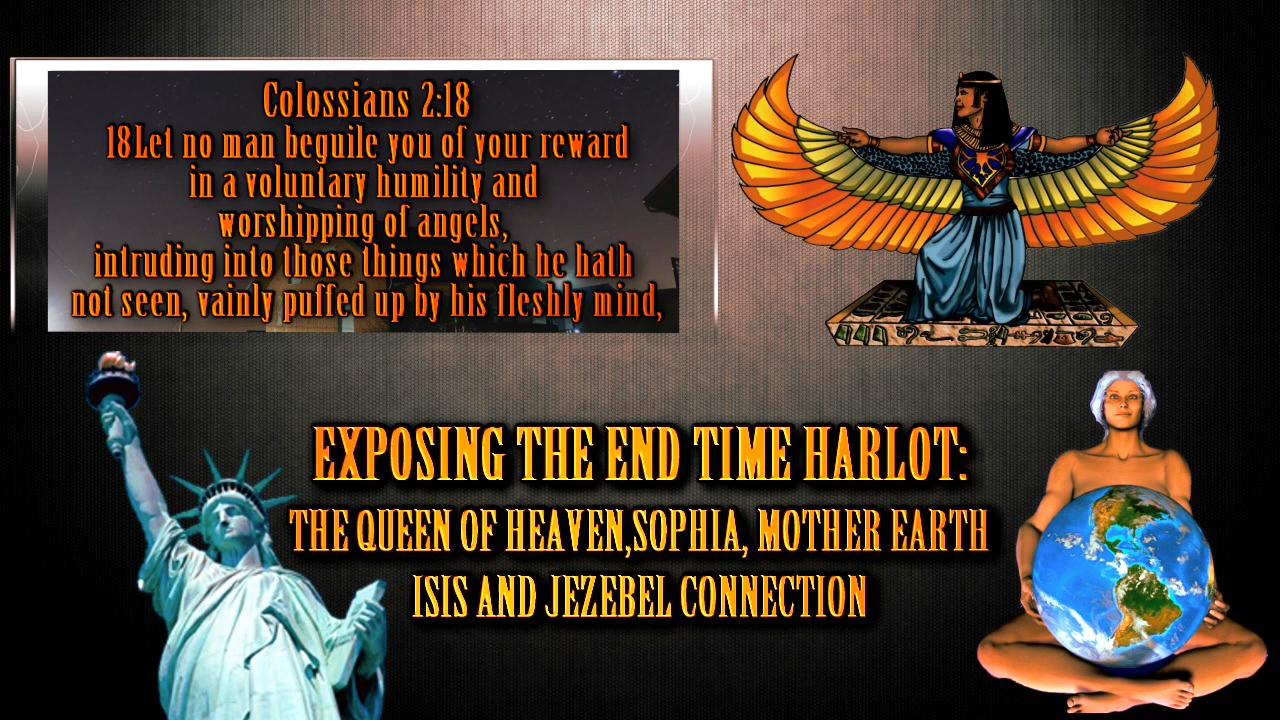 Colossians 2:18
18Let no man beguile you of your reward
in a voluntary humility and
worshipping of angels,
intruding into those things which he hath
not seen, vainly puffed up by his fleshly mind,
EXPOSING THE END TIME HARLOT:
THE QUEEN OF HEAVEN,SOPHIA, MOTHER EARTH
ISIS AND JEZEBEL CONNECTION